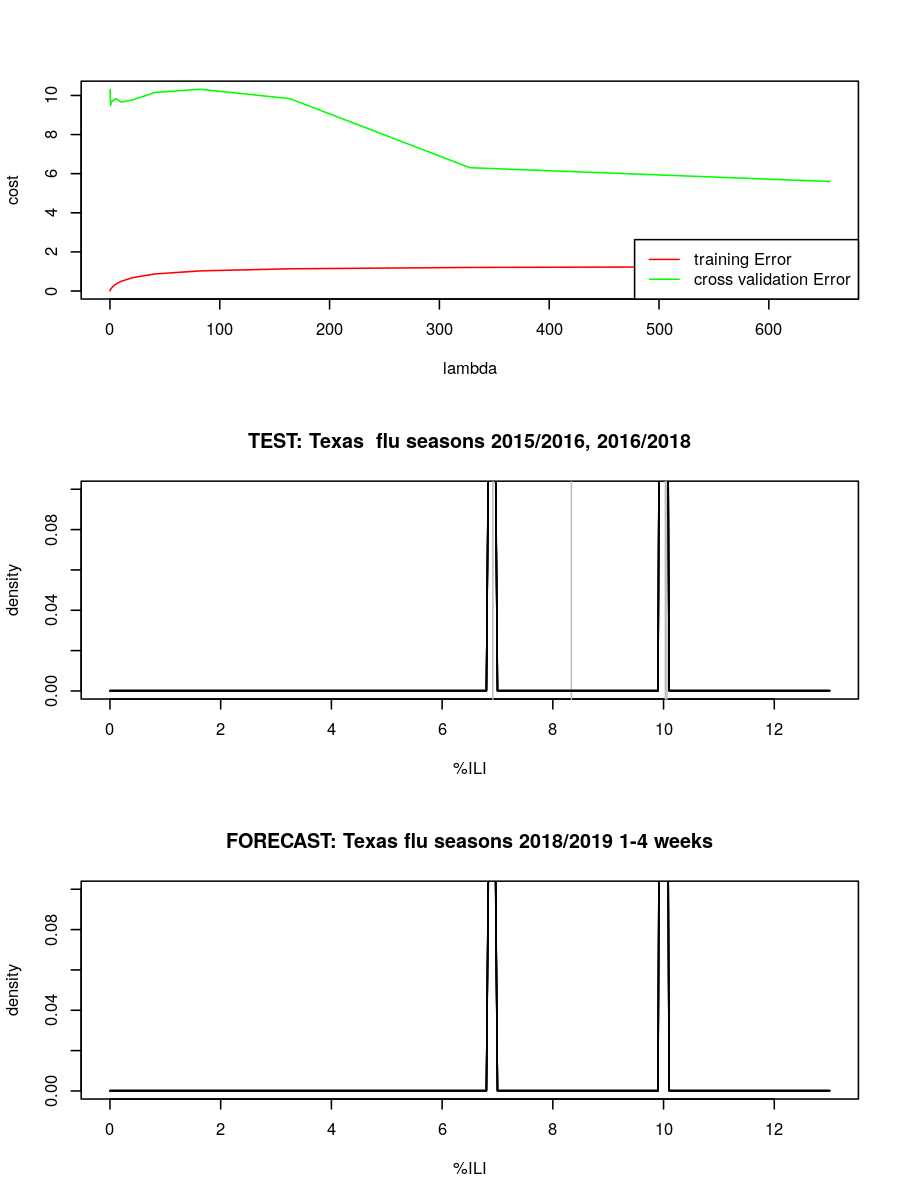 10
8
6
4
2
0
cost
training Error
cross validation Error
0 100 200 300 400 500 600
lambda
TEST: Texas  flu seasons 2015/2016, 2016/2018
0.08
0.04
0.00
density
0 2 4 6 8 10 12
%ILI
FORECAST: Texas flu seasons 2018/2019 1-4 weeks
0.08
0.04
0.00
density
0 2 4 6 8 10 12
%ILI